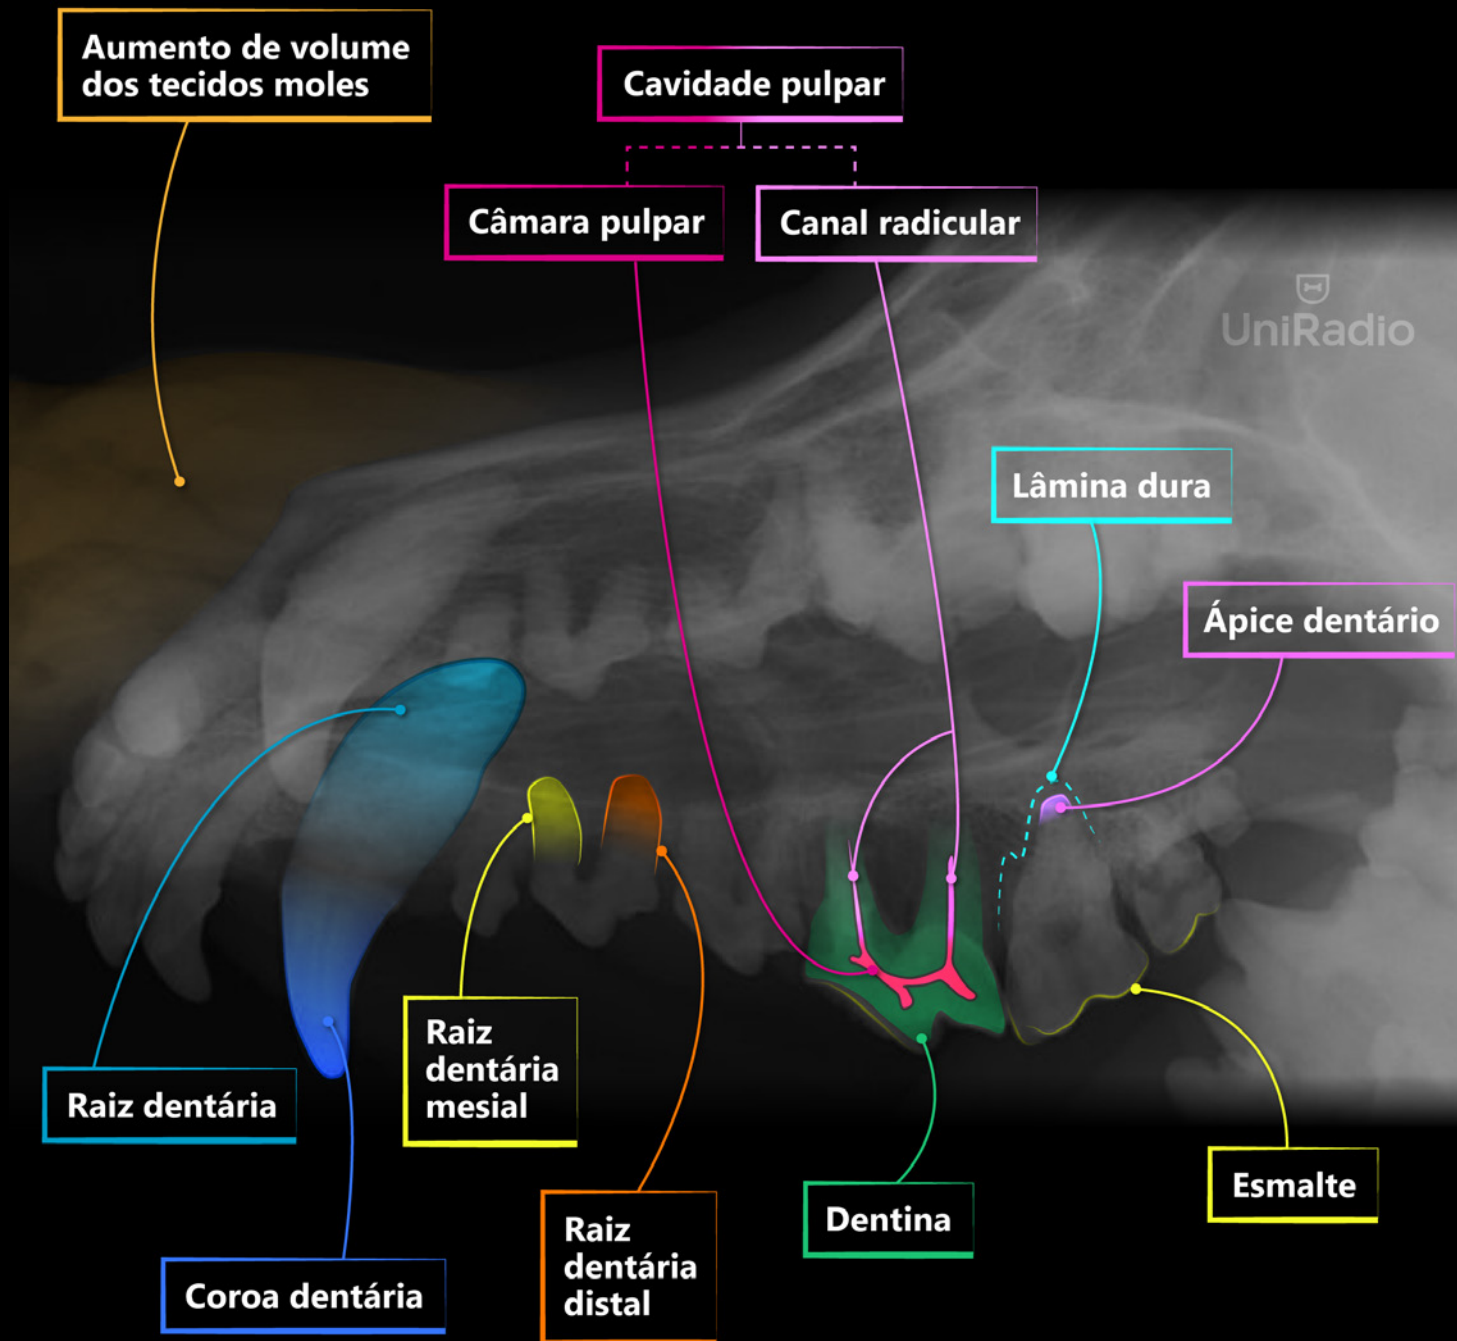 Aumento de volume
dos tecidos moles
Cavidade pulpar
Câmara pulpar
Canal radicular
UniRadio
Lâmina dura
Ápice dentário
Raiz dentária
Raiz
dentária
mesial
Raiz
dentária
distal
Dentina
Esmalte
Coroa dentária